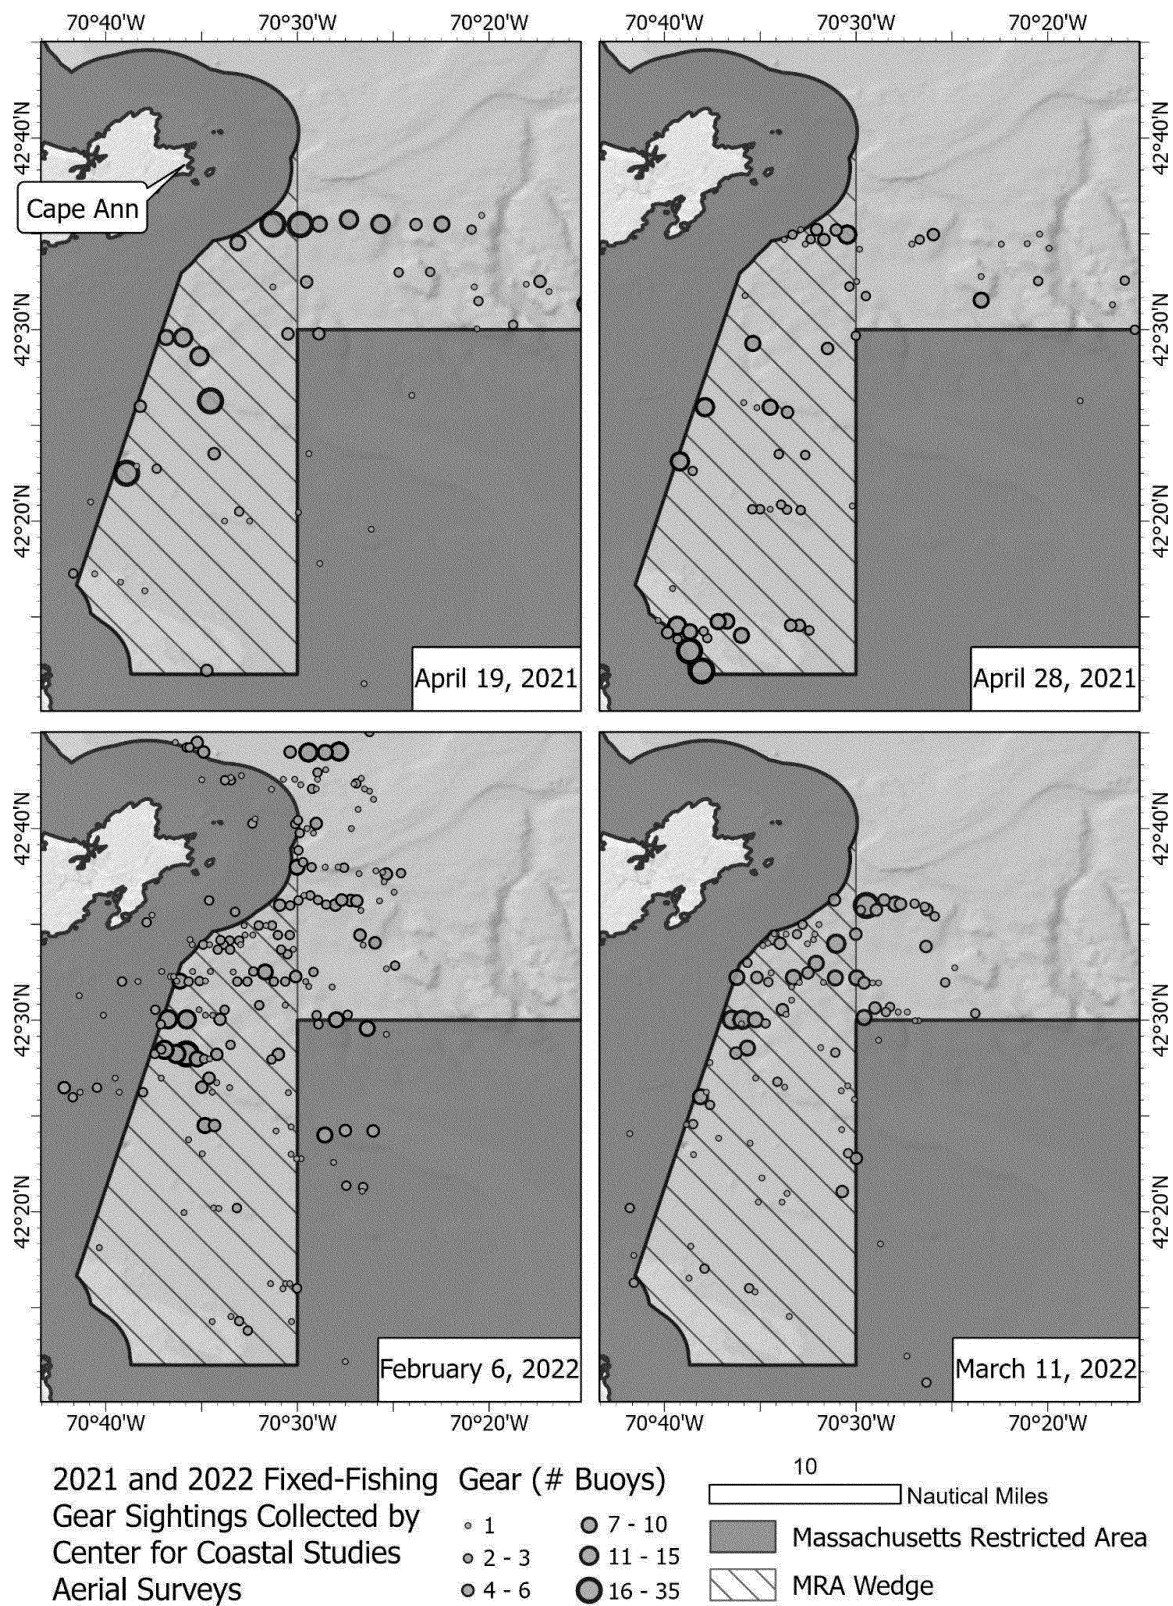 70°40'W 70°30'W 70°20'W 70°40'W 70°30'W 70°20'W
42°40'N 42°40'N
Cape Ann
42°30'N 42°30'N
42°20'N 42°20'N
April 19, 2021 April 28, 2021
42°40'N 42°40'N
42°30'N 42°30'N
42°20'N 42°20'N
February 6, 2022 March 11, 2022
70°40'W 70°30'W 70°20'W 70°40'W 70°30'W 70°20'W
2021 and 2022 Fixed-Fishing
Gear Sightings Collected by
Center for Coastal Studies
Aerial Surveys
Gear (# Buoys)
1
2 - 3
4 - 6
7 - 10
11 - 15
16 - 35
10
Nautical Miles
Massachusetts Restricted Area
MRA Wedge